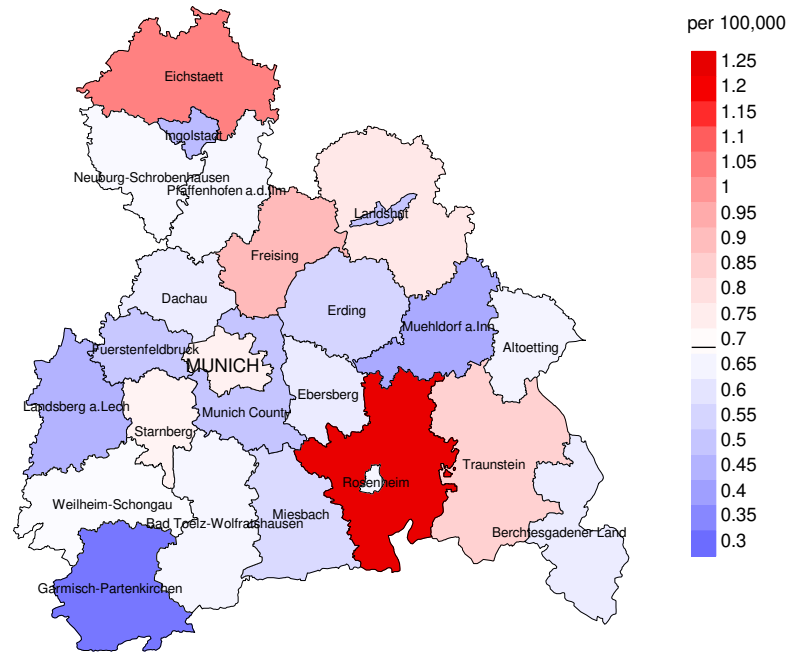 per 100,000
Eichstaett
Ingolstadt
Neuburg-Schrobenhausen
Pfaffenhofen a.d.Ilm
Landshut
Freising
Dachau
Erding
Muehldorf a.Inn
Altoetting
Fuerstenfeldbruck
MUNICH
Ebersberg
Landsberg a.Lech
Munich County
Starnberg
Traunstein
Rosenheim
Weilheim-Schongau
Miesbach
Bad Toelz-Wolfratshausen
Berchtesgadener Land
Garmisch-Partenkirchen
1.25
1.2
1.15
1.1
1.05
1
0.95
0.9
0.85
0.8
0.75
0.7
0.65
0.6
0.55
0.5
0.45
0.4
0.35
0.3